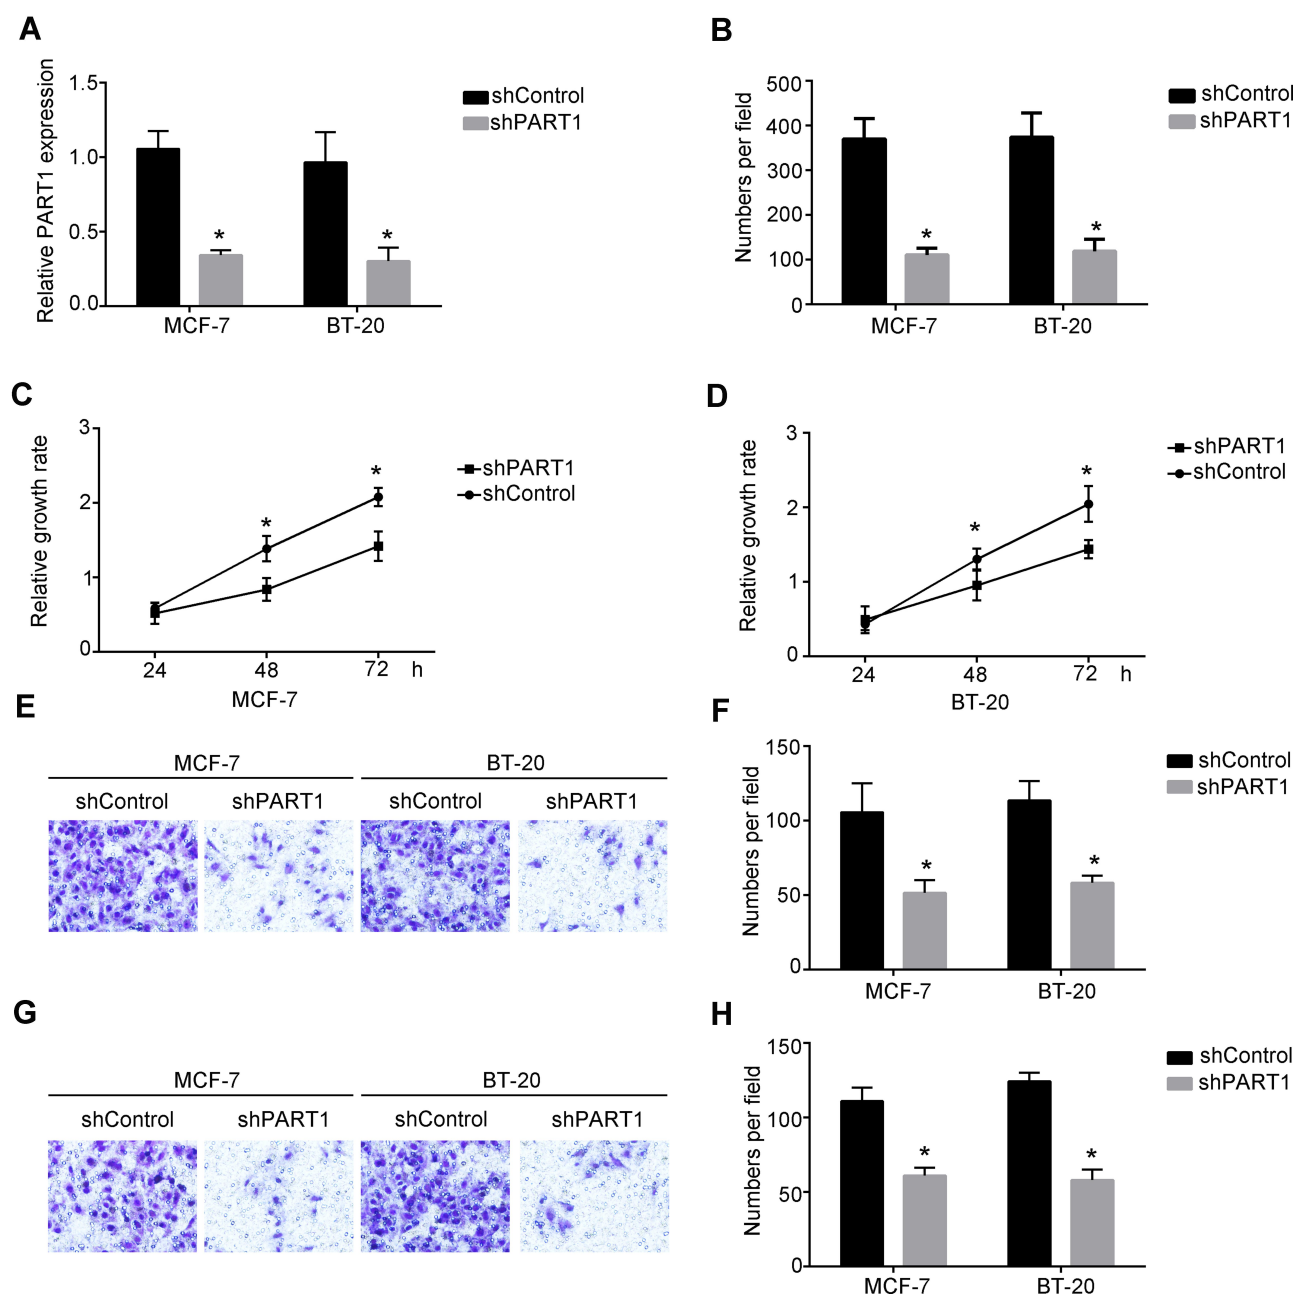 A
Relative PART1 expression
1.5
1.0
0.5
0.0
*
*
MCF-7
BT-20
shControl
shPART1
B
Numbers per field
500
400
300
200
100
0
*
*
MCF-7
BT-20
shControl
shPART1
C
Relative growth rate
3
2
1
0
*
*
24
48
72
h
MCF-7
shPART1
shControl
D
Relative growth rate
3
2
1
0
*
*
24
48
72
h
BT-20
shPART1
shControl
E
MCF-7
BT-20
shControl
shPART1
shControl
shPART1
F
Numbers per field
150
100
50
0
*
*
MCF-7
BT-20
shControl
shPART1
G
MCF-7
BT-20
shControl
shPART1
shControl
shPART1
H
Numbers per field
150
100
50
0
*
*
MCF-7
BT-20
shControl
shPART1